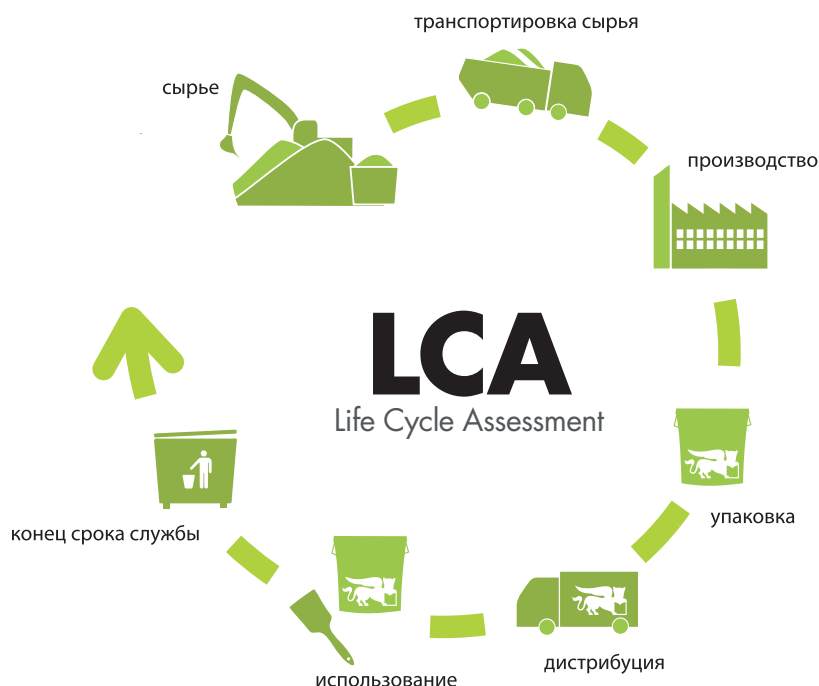 транспортировка сырья
сырье
производство
LCA
Life Cycle Assessment
упаковка
конец срока службы
дистрибуция
использование